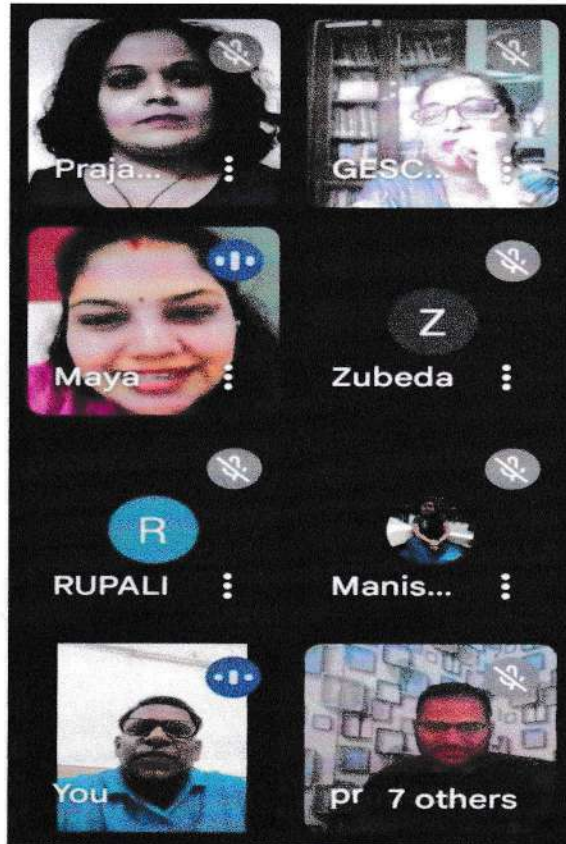 Praja...
GESC...
Maya
Z
Zubeda
R
RUPALI
Manis...
You
pr 7 others